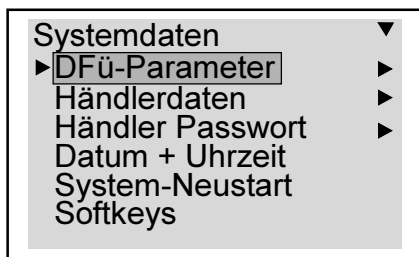 Systemdaten
DFü-Parameter
Händlerdaten
Händler Passwort
Datum + Uhrzeit
System-Neustart
Softkeys